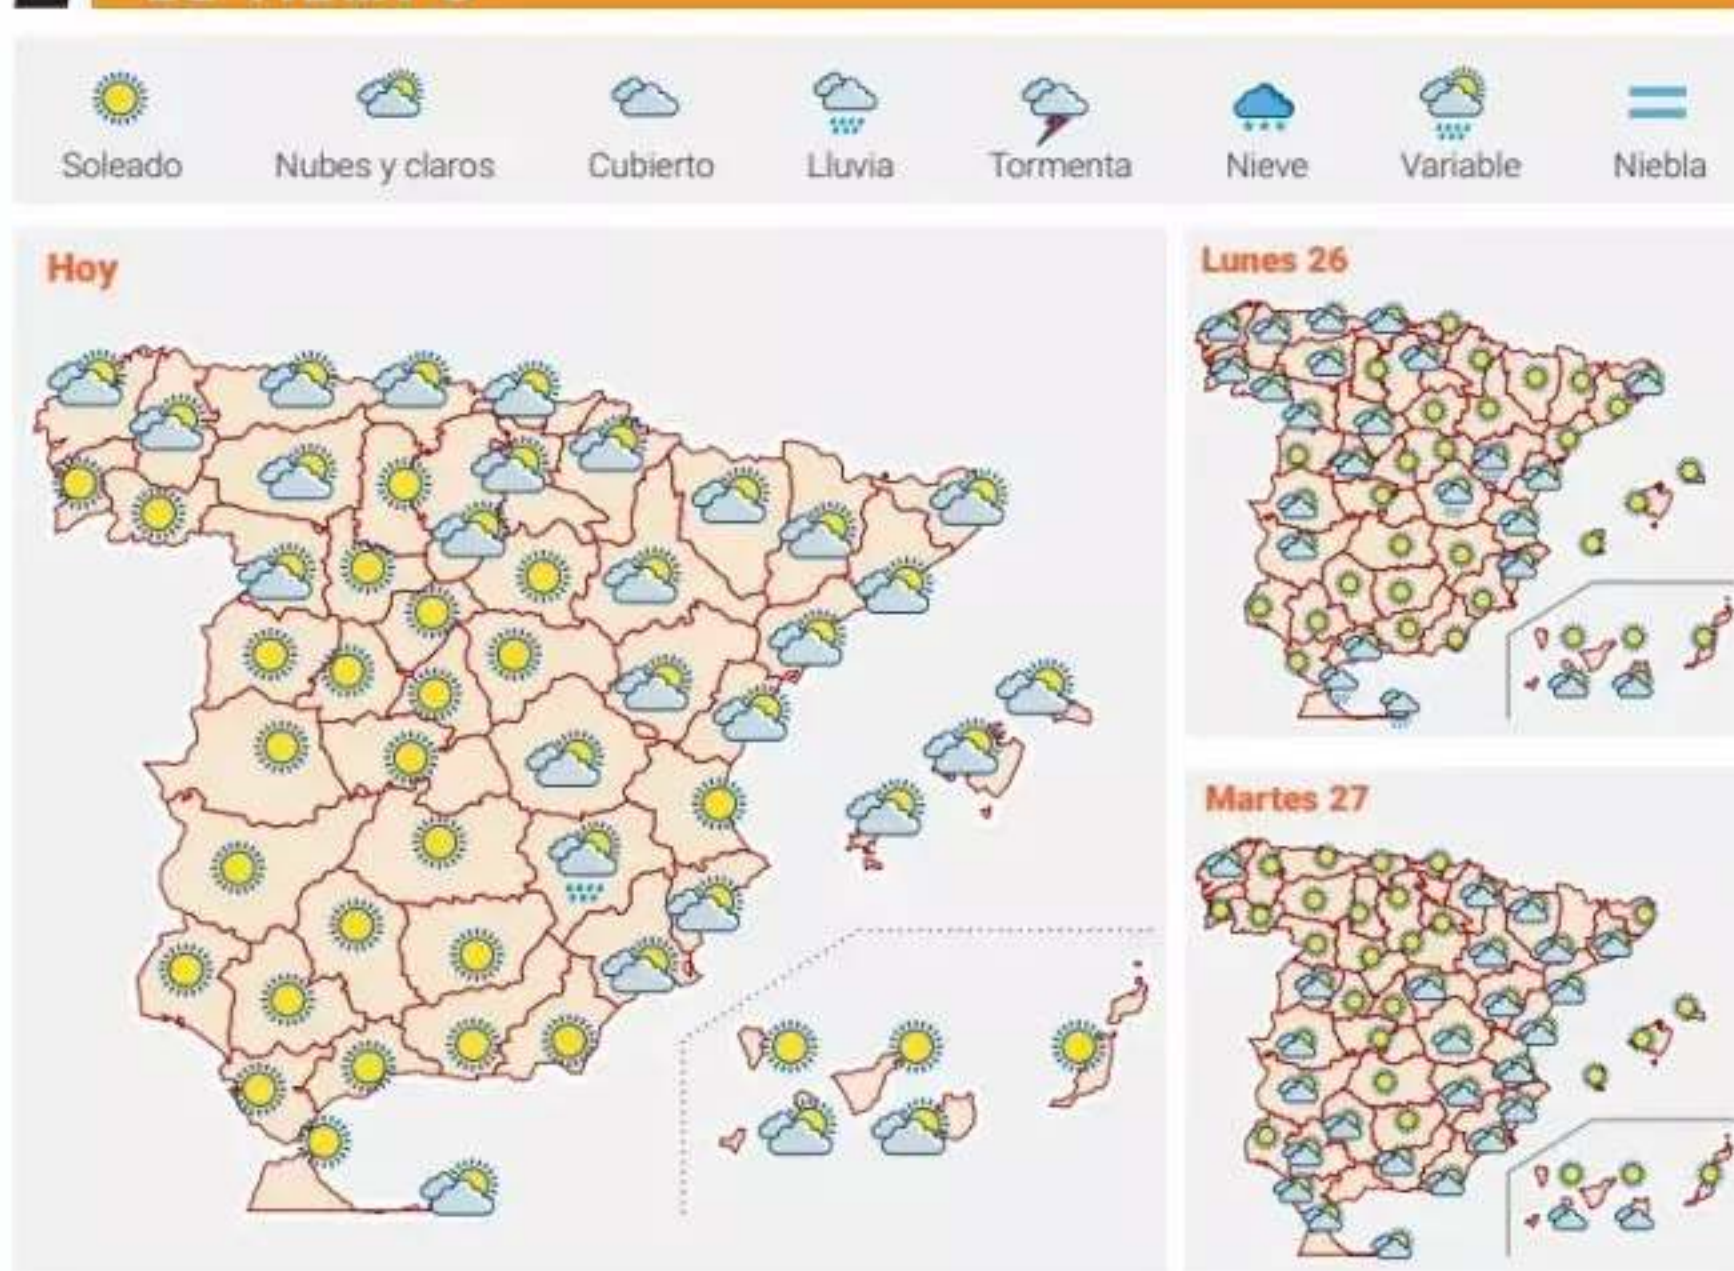 Soleado
Nubes y claros
Cubierto
Lluvia
Tormenta
Nieve
Variable
Niebla
Hoy
Lunes 26
Martes 27